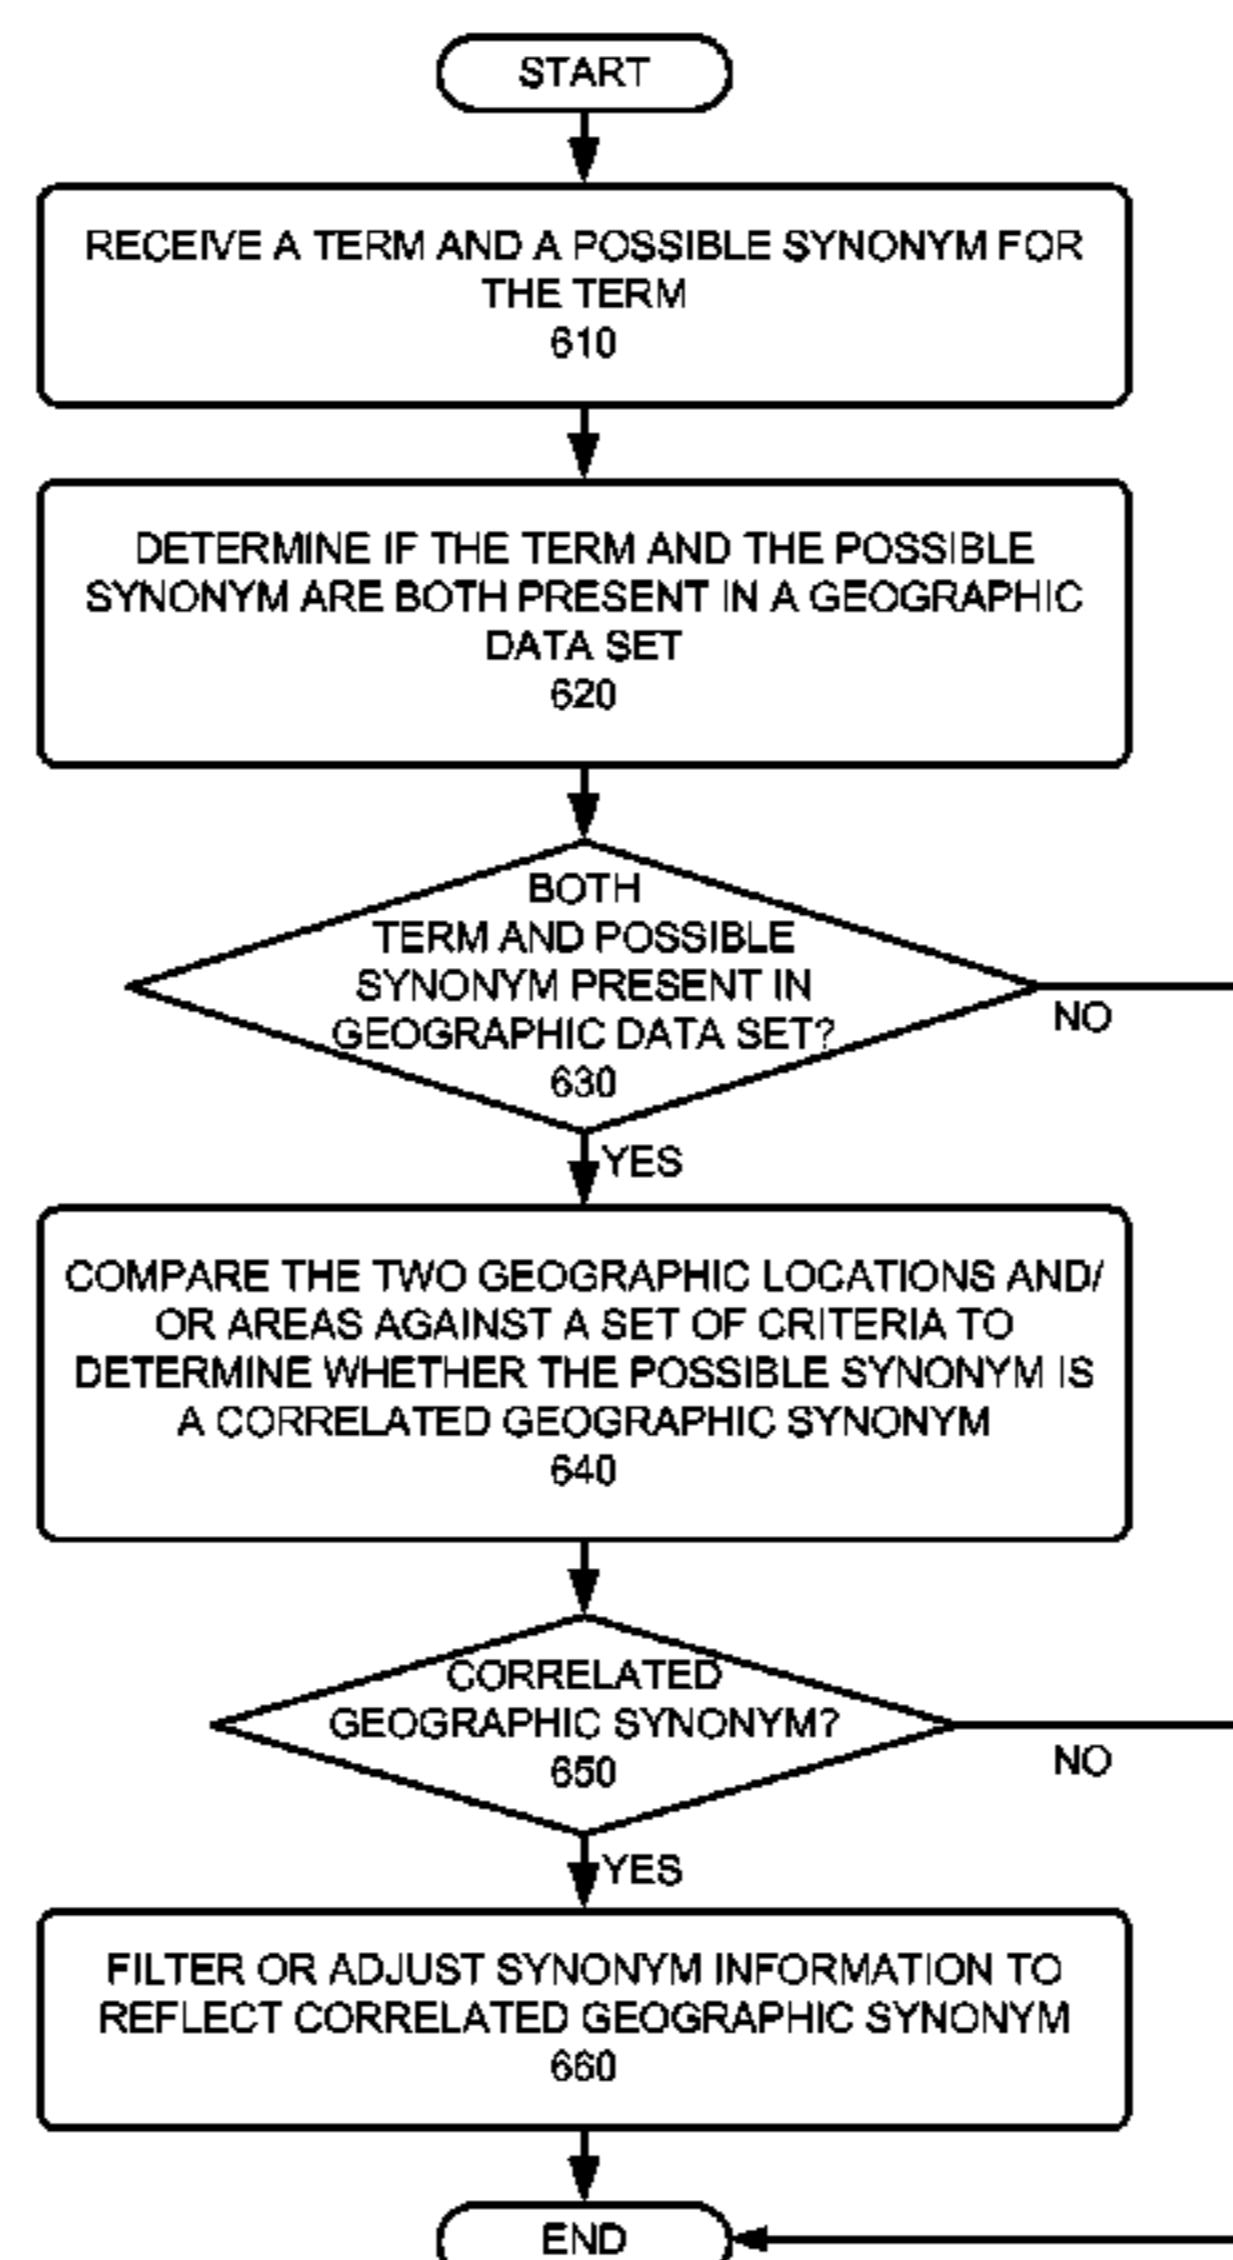 START
RECEIVE A TERM AND A POSSIBLE SYNONYM FOR
THE TERM
610
DETERMINE IF THE TERM AND THE POSSIBLE
SYNONYM ARE BOTH PRESENT IN A GEOGRAPHIC
DATA SET
620
BOTH
TERM AND POSSIBLE
SYNONYM PRESENT IN
GEOGRAPHIC DATA SET?
630
NO
YES
COMPARE THE TWO GEOGRAPHIC LOCATIONS AND/
OR AREAS AGAINST A SET OF CRITERIA TO
DETERMINE WHETHER THE POSSIBLE SYNONYM IS
A CORRELATED GEOGRAPHIC SYNONYM
640
CORRELATED
GEOGRAPHIC SYNONYM?
650
NO
YES
FILTER OR ADJUST SYNONYM INFORMATION TO
REFLECT CORRELATED GEOGRAPHIC SYNONYM
660
END